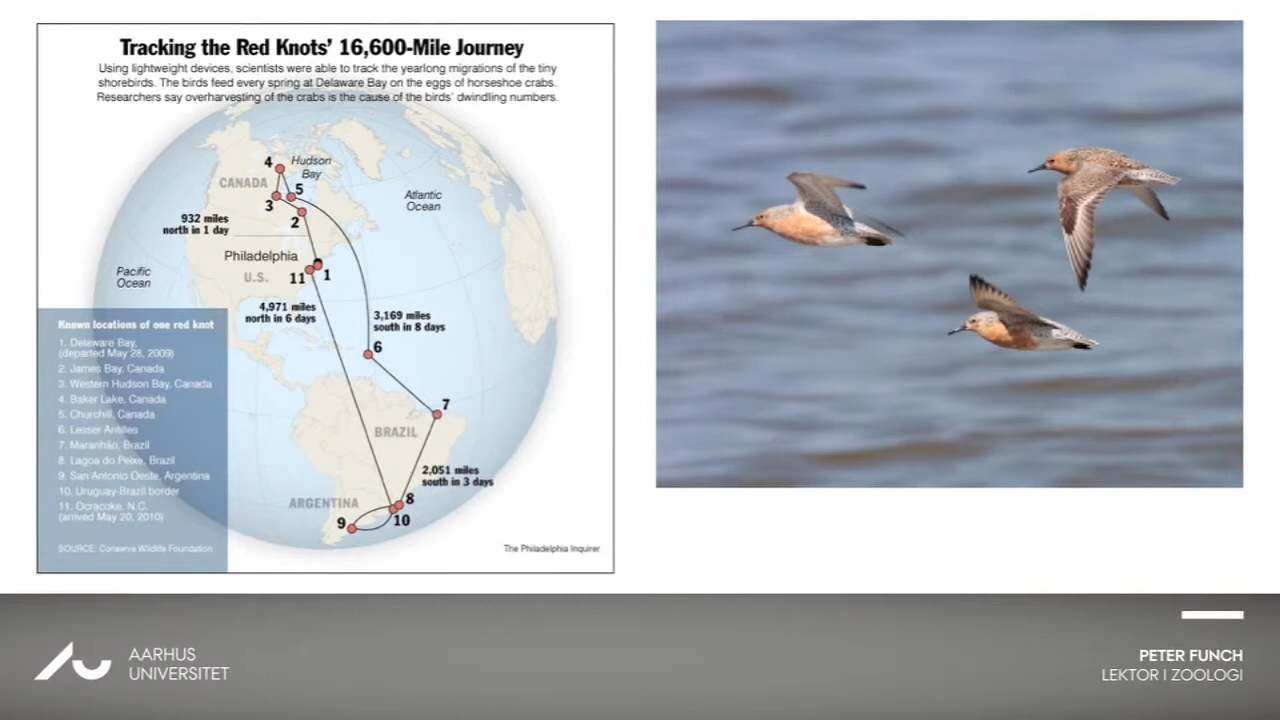 Tracking the Red Knots’ 16,600-Mile Journey
Using lightweight devices, scientists were able to track the yearlong migrations of the tiny
shorebirds. The birds feed every spring at Delaware Bay on the eggs of horseshoe crabs.
Researchers say overharvesting of the crabs is the cause of the birds’ dwindling numbers.
4
Hudson
Bay
CANADA
5
3
Atlantic
Ocean
932 miles
north in 1 day
2
Philadelphia
U.S.
11
1
Pacific
Ocean
4,971 miles
north in 6 days
3,169 miles
south in 8 days
6
7
BRAZIL
2,051 miles
south in 3 days
ARGENTINA
8
9
10
Known locations of one red knot
1. Delaware Bay,
(departed May 28, 2009)
2. James Bay, Canada
3. Western Hudson Bay, Canada
4. Baker Lake, Canada
5. Churchill, Canada
6. Lesser Antilles
7. Maranhão, Brazil
8. Lagoa do Peixe, Brazil
9. San Antonio Oeste, Argentina
10. Uruguay-Brazil border
11. Ocracoke, N.C.
(arrived May 20, 2010)
SOURCE: Conserve Wildlife Foundation
The Philadelphia Inquirer
AARHUS
UNIVERSITET
PETER FUNCH
LEKTOR I ZOOLOGI